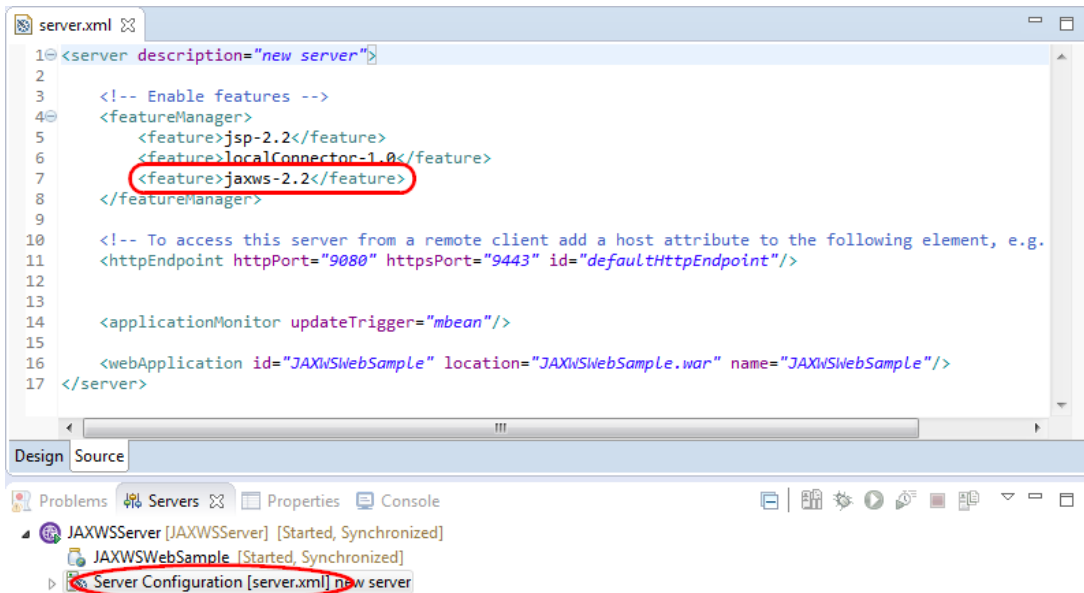 server.xml
1 <server description="new server">
2
3 <!-- Enable features -->
4 <featureManager>
5 <feature>jsp-2.2</feature>
6 <feature>localConnector-1.0</feature>
7 <feature>jaxws-2.2</feature>
8 </featureManager>
9
10 <!-- To access this server from a remote client add a host attribute to the following element, e.g.
11 <httpEndpoint httpPort="9080" httpsPort="9443" id="defaultHttpEndpoint"/>
12
13
14 <applicationMonitor updateTrigger="mbean"/>
15
16 <webApplication id="JAXWSWebSample" location="JAXWSWebSample.war" name="JAXWSWebSample"/>
17 </server>
Design Source
Problems Servers Properties Console
JAXWSServer [JAXWSServer] [Started, Synchronized]
JAXWSWebSample [Started, Synchronized]
Server Configuration [server.xml] new server